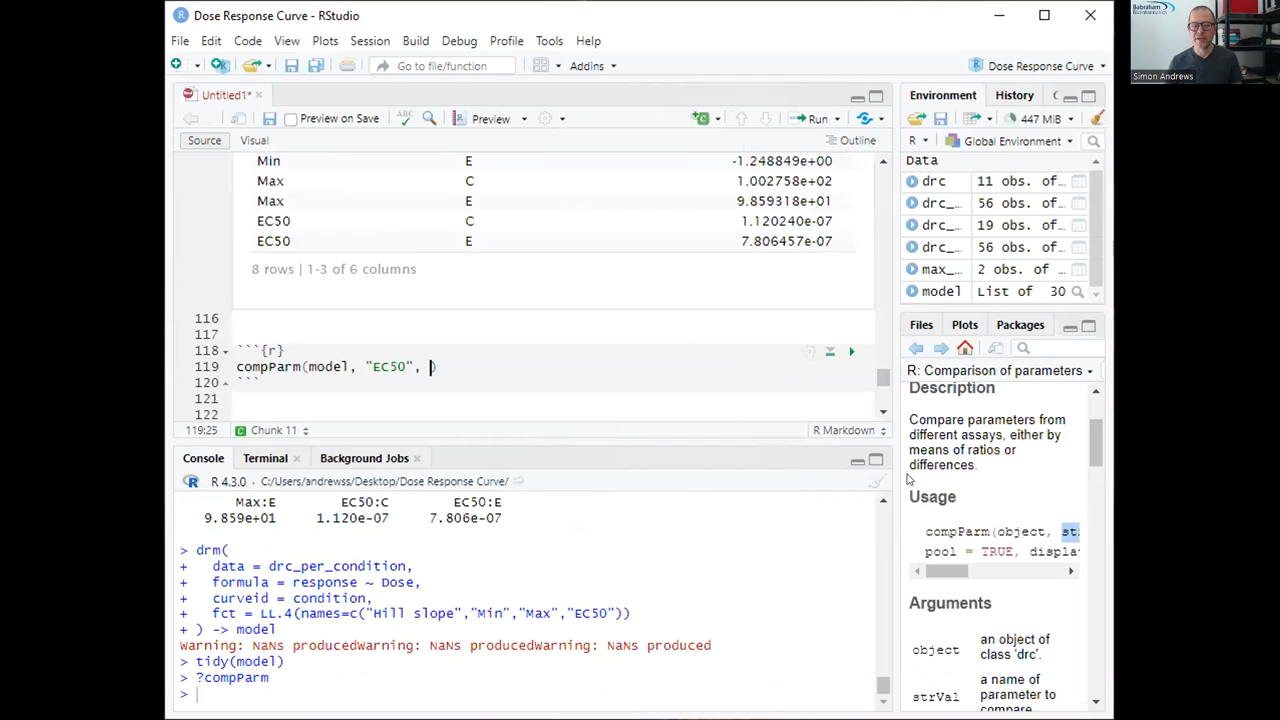 Dose Response Curve - RStudio
File Edit Code View Plots Session Build Debug Profile Tools Help
Go to file/function
Addins
Dose Response Curve
Untitled1*
Preview on Save
Preview
Run
Source Visual
Outline
Min E -1.248849e+00
Max C 1.002758e+02
Max E 9.859318e+01
EC50 C 1.120240e-07
EC50 E 7.806457e-07
8 rows | 1-3 of 6 columns
116
117
118 ```{r}
119 compParm(model, "EC50", )
120 ```
121
122
119:25 Chunk 11 R Markdown
Console Terminal Background Jobs
R 4.3.0 · C:/Users/andrewss/Desktop/Dose Response Curve/
Max:E EC50:C EC50:E
9.859e+01 1.120e-07 7.806e-07
> drm(
+ data = drc_per_condition,
+ formula = response ~ Dose,
+ curveid = condition,
+ fct = LL.4(names=c("Hill slope","Min","Max","EC50"))
+ ) -> model
Warning: NaNs producedWarning: NaNs producedWarning: NaNs produced
> tidy(model)
> ?compParm
>
Environment History C
447 MiB
R Global Environment
Data
drc 11 obs. of…
drc_… 56 obs. of…
drc_… 19 obs. of…
drc_… 56 obs. of…
max_… 2 obs. of …
model List of 30
Files Plots Packages
R: Comparison of parameters
Description
Compare parameters from
different assays, either by
means of ratios or
differences.
Usage
compParm(object, str
pool = TRUE, displa
Arguments
object an object of
class 'drc'.
strVal a name of
parameter to
compare.
Babraham
Bioinformatics
Simon Andrews